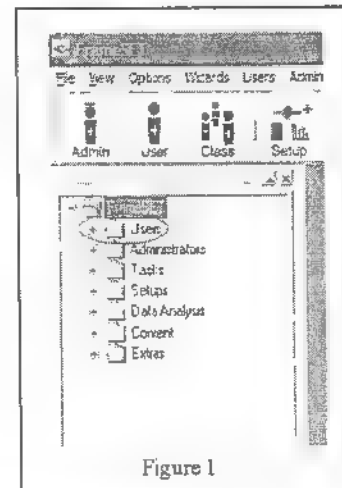 File View Options Wizards Users Admin
Admin User Class Setup
Users
Administrators
Tasks
Setups
Data Analysis
Content
Extras
Figure 1